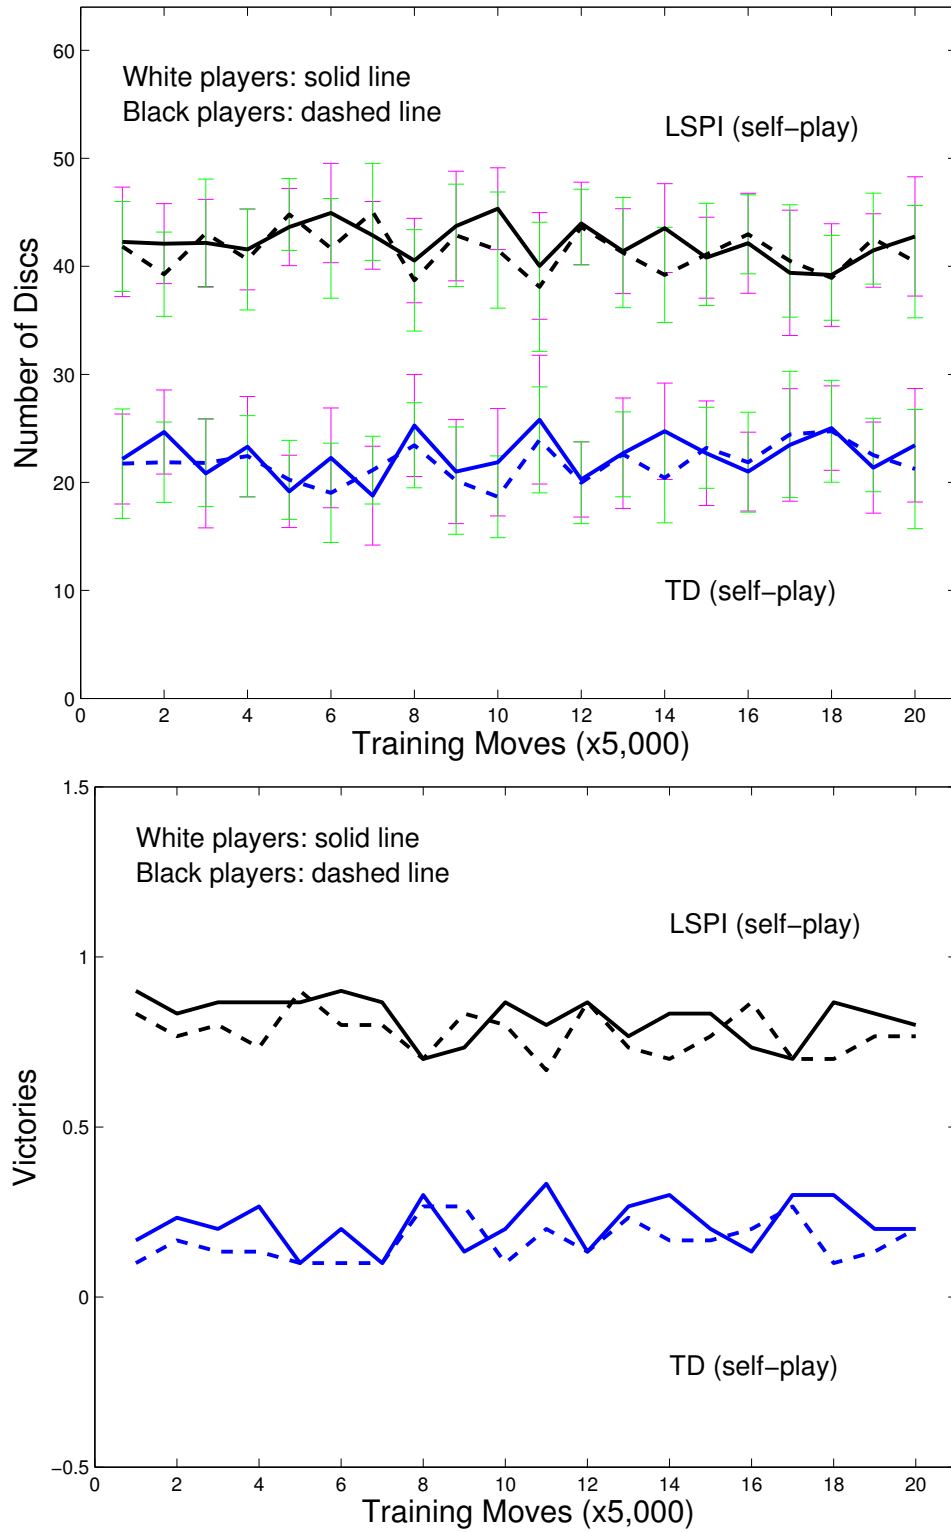 60
White players: solid line
Black players: dashed line
LSPI (self−play)
50
40
Number of Discs
30
20
10
TD (self−play)
0
0 2 4 6 8 10 12 14 16 18 20
Training Moves (x5,000)
1.5
White players: solid line
Black players: dashed line
LSPI (self−play)
1
Victories
0.5
0
TD (self−play)
−0.5
0 2 4 6 8 10 12 14 16 18 20
Training Moves (x5,000)